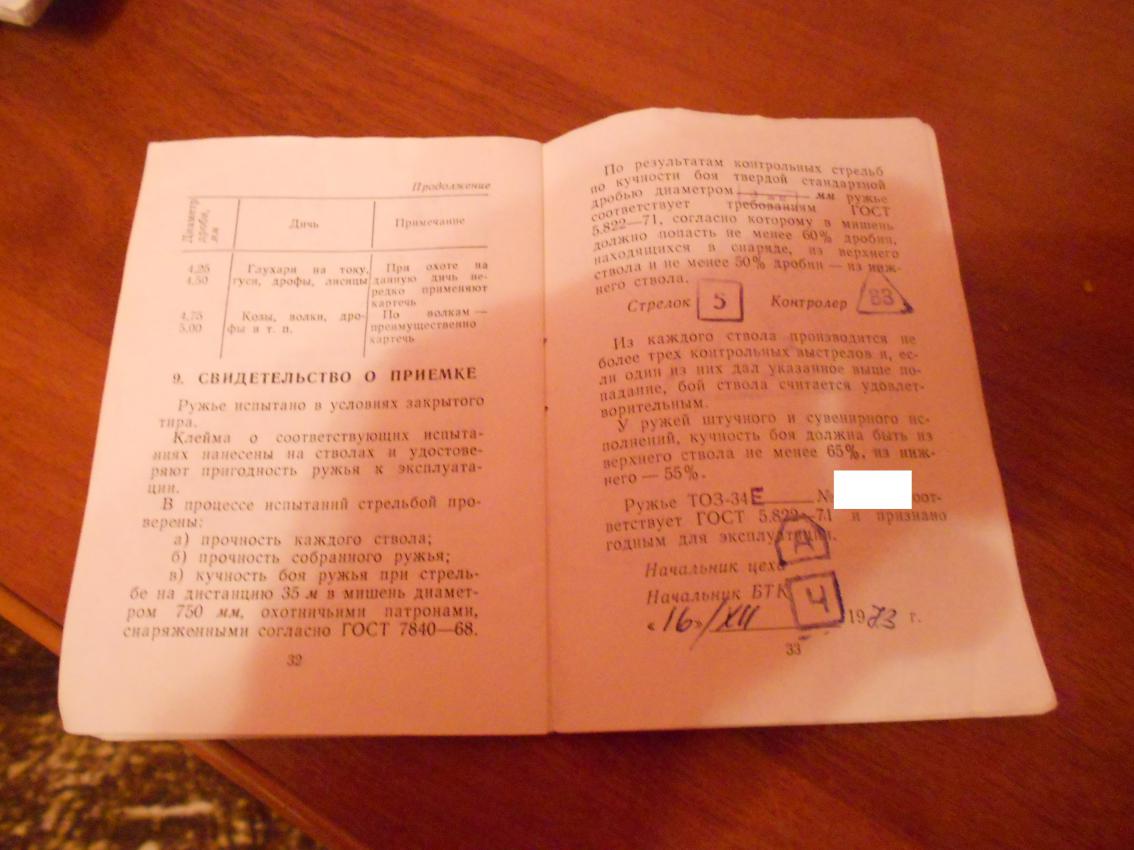 Продолжение
Диаметр
дроби,
мм
Дичь
Примечание
4,25
4,50
Глухари на току,
гуси, дрофы, лисицы
При охоте на
данную дичь не-
редко применяют
картечь
4,75
5,00
Козы, волки, дро-
фы и т. п.
По волкам —
преимущественно
картечь
9. СВИДЕТЕЛЬСТВО О ПРИЕМКЕ
Ружье испытано в условиях закрытого
тира.
Клейма о соответствующих испыта-
ниях нанесены на стволах и удостове-
ряют пригодность ружья к эксплуата-
ции.
В процессе испытаний стрельбой про-
верены:
а) прочность каждого ствола;
б) прочность собранного ружья;
в) кучность боя ружья при стрель-
бе на дистанцию 35 м в мишень диамет-
ром 750 мм, охотничьими патронами,
снаряженными согласно ГОСТ 7840—68.
32
По результатам контрольных стрельб
по кучности боя твердой стандартной
дробью диаметром мм ружье
соответствует требованиям ГОСТ
5.822—71, согласно которому в мишень
должно попасть не менее 60% дробин,
находящихся в снаряде, из верхнего
ствола и не менее 50% дробин — из ниж-
него ствола.
Стрелок 5 Контролер В3
Из каждого ствола производится не
более трех контрольных выстрелов и, ес-
ли один из них дал указанное выше по-
падание, бой ствола считается удовлет-
ворительным.
У ружей штучного и сувенирного ис-
полнений, кучность боя должна быть из
верхнего ствола не менее 65%, из ниж-
него — 55%.
Ружье ТОЗ-34Е № оот-
ветствует ГОСТ 5.822—71 и признано
годным для эксплуатации.
Начальник цеха А
Начальник БТК Ч
«16» XII 1973 г.
33